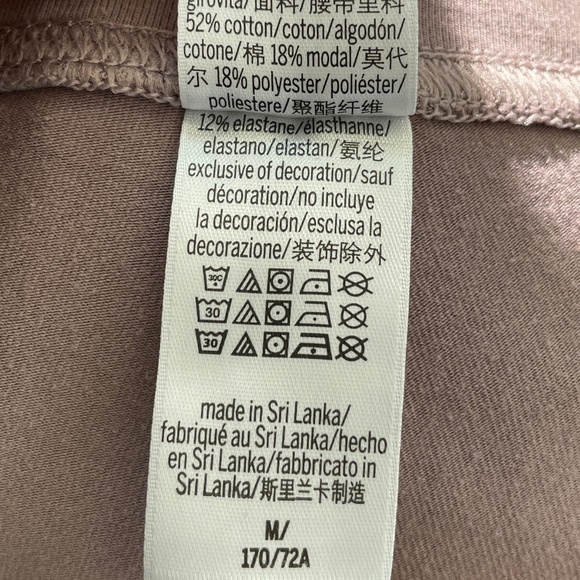 girovita/面料/腰带里料
52% cotton/coton/algodón/
cotone/棉 18% modal/莫代
尔 18% polyester/poliéster/
poliestere/聚酯纤维
12% elastane/élasthanne/
elastano/elastan/氨纶
exclusive of decoration/sauf
décoration/no incluye
la decoración/esclusa la
decorazione/装饰除外
30C
30
30
made in Sri Lanka/
fabriqué au Sri Lanka/hecho
en Sri Lanka/fabbricato in
Sri Lanka/斯里兰卡制造
M/
170/72A